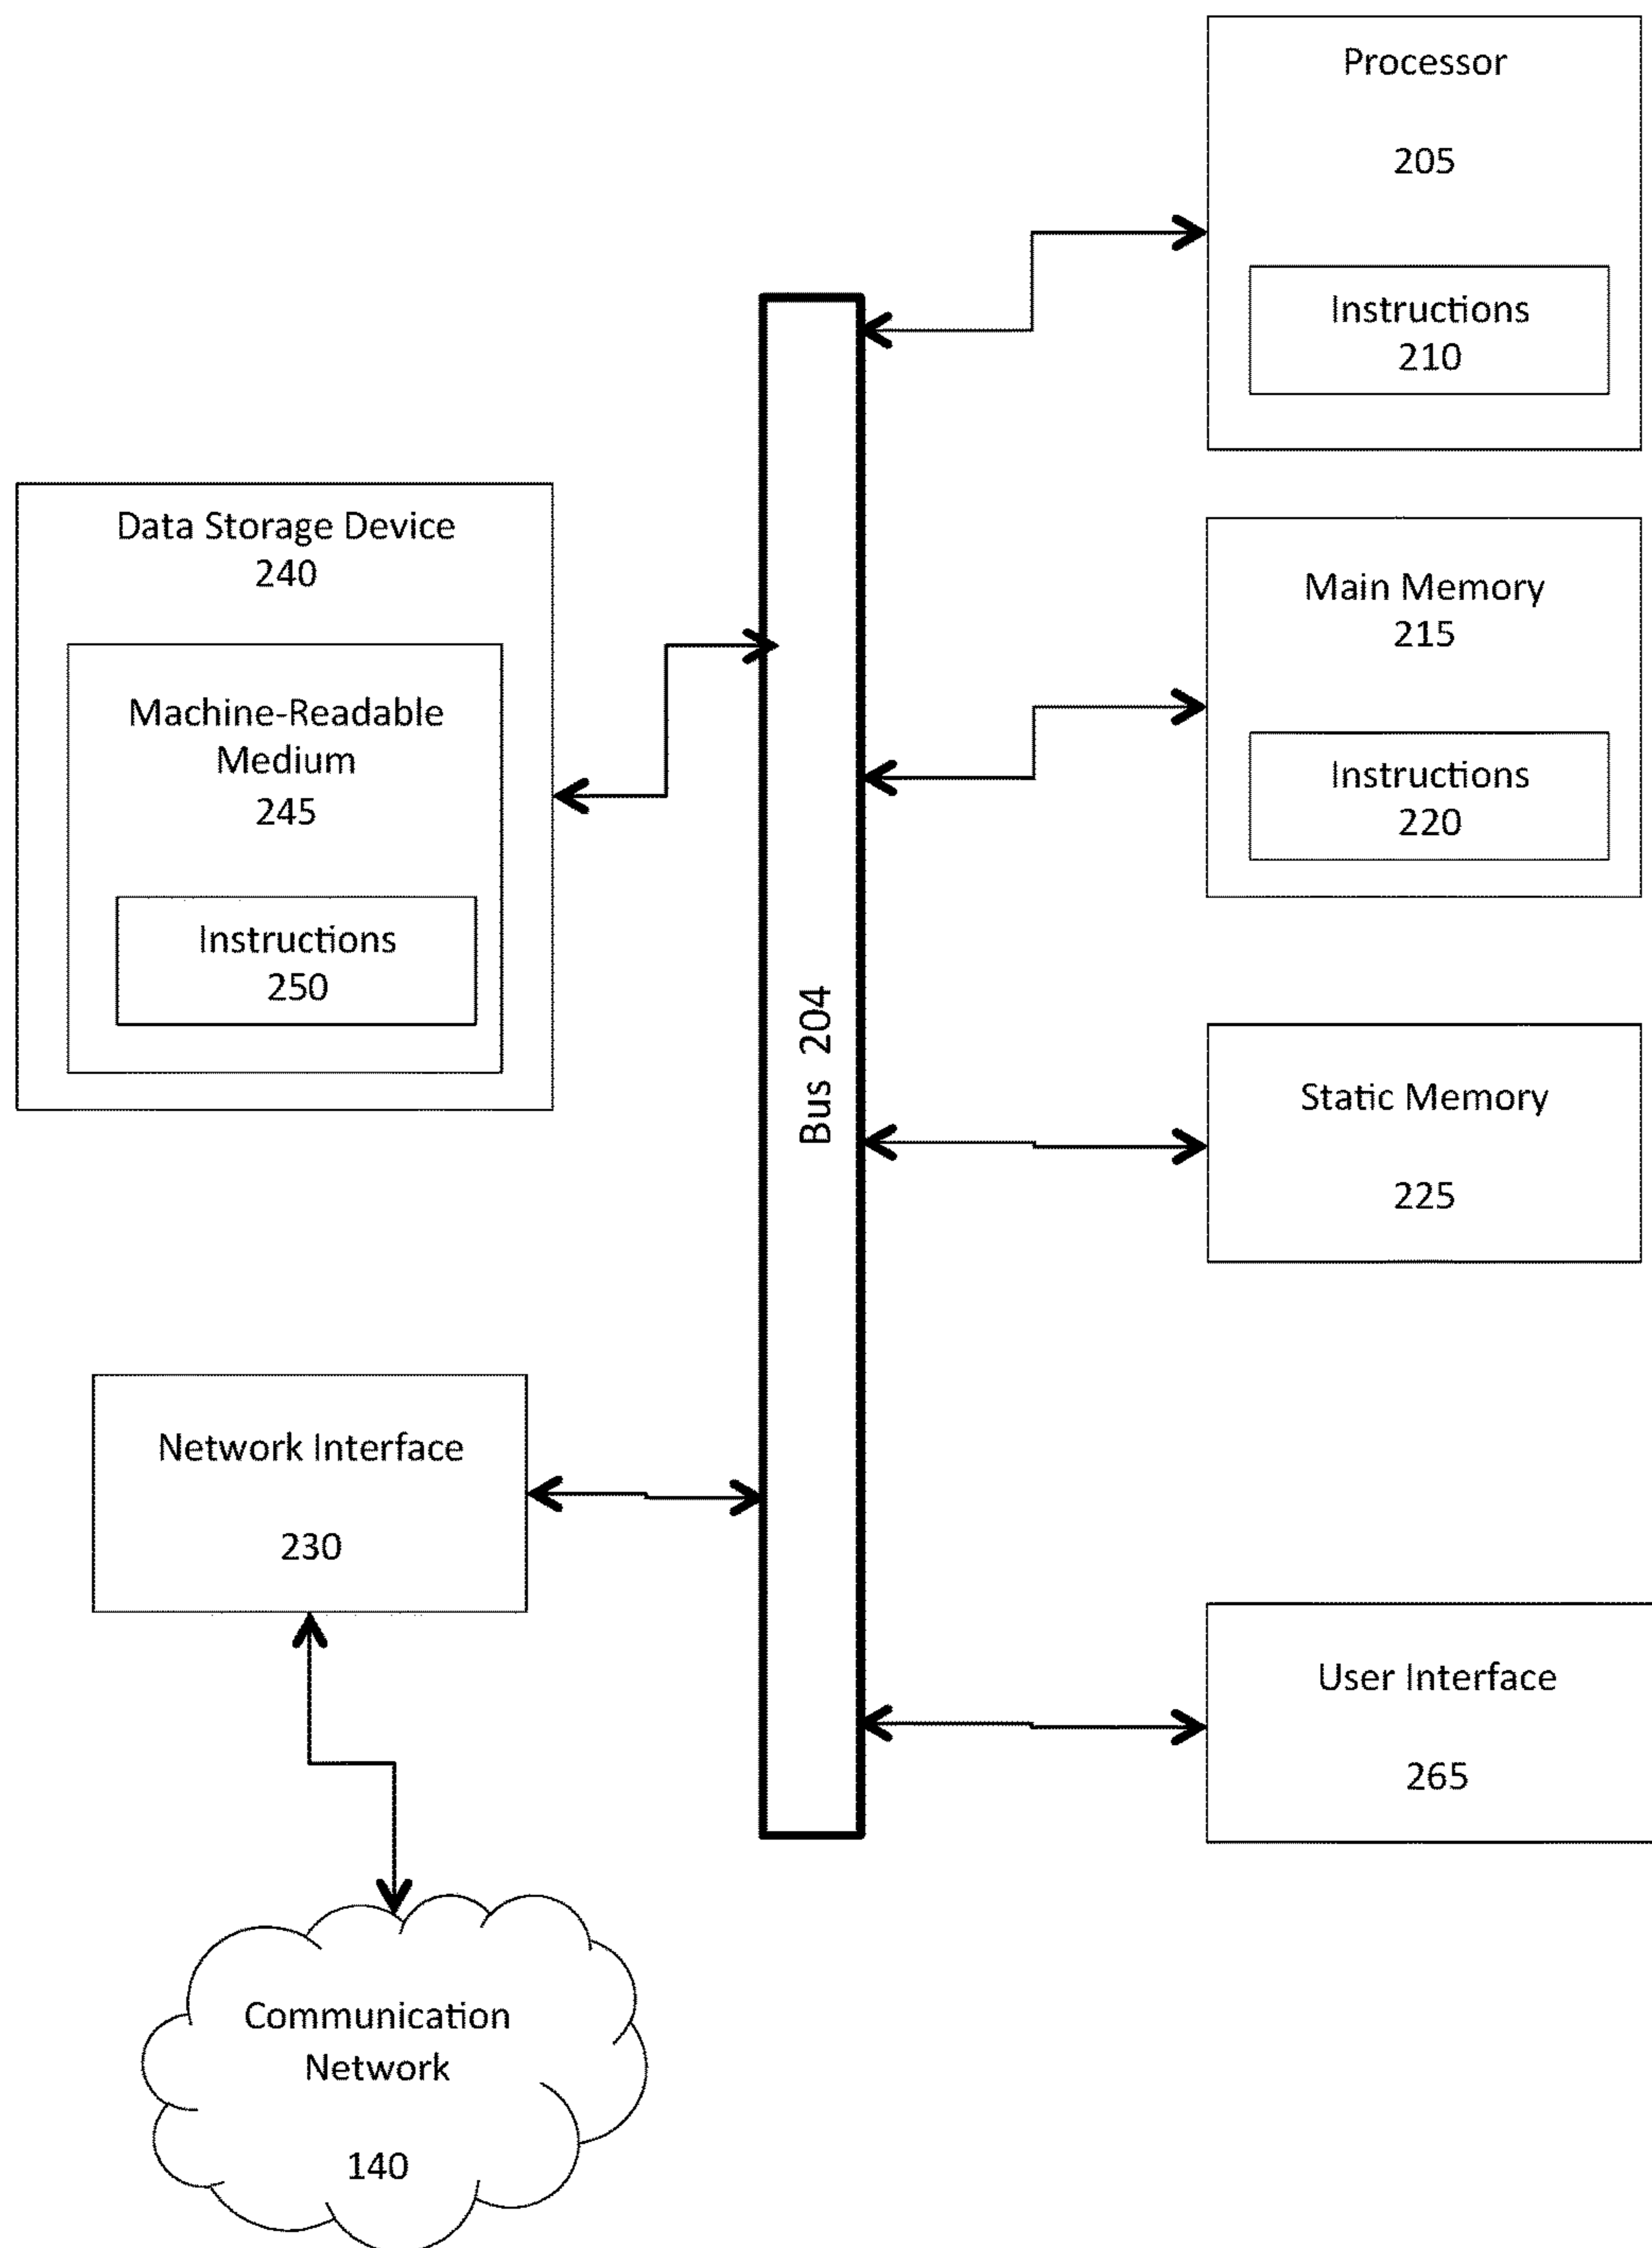 Processor
205
Instructions
210
Data Storage Device
240
Machine-Readable
Medium
245
Instructions
250
Main Memory
215
Instructions
220
Bus 204
Static Memory
225
Network Interface
230
User Interface
265
Communication
Network
140